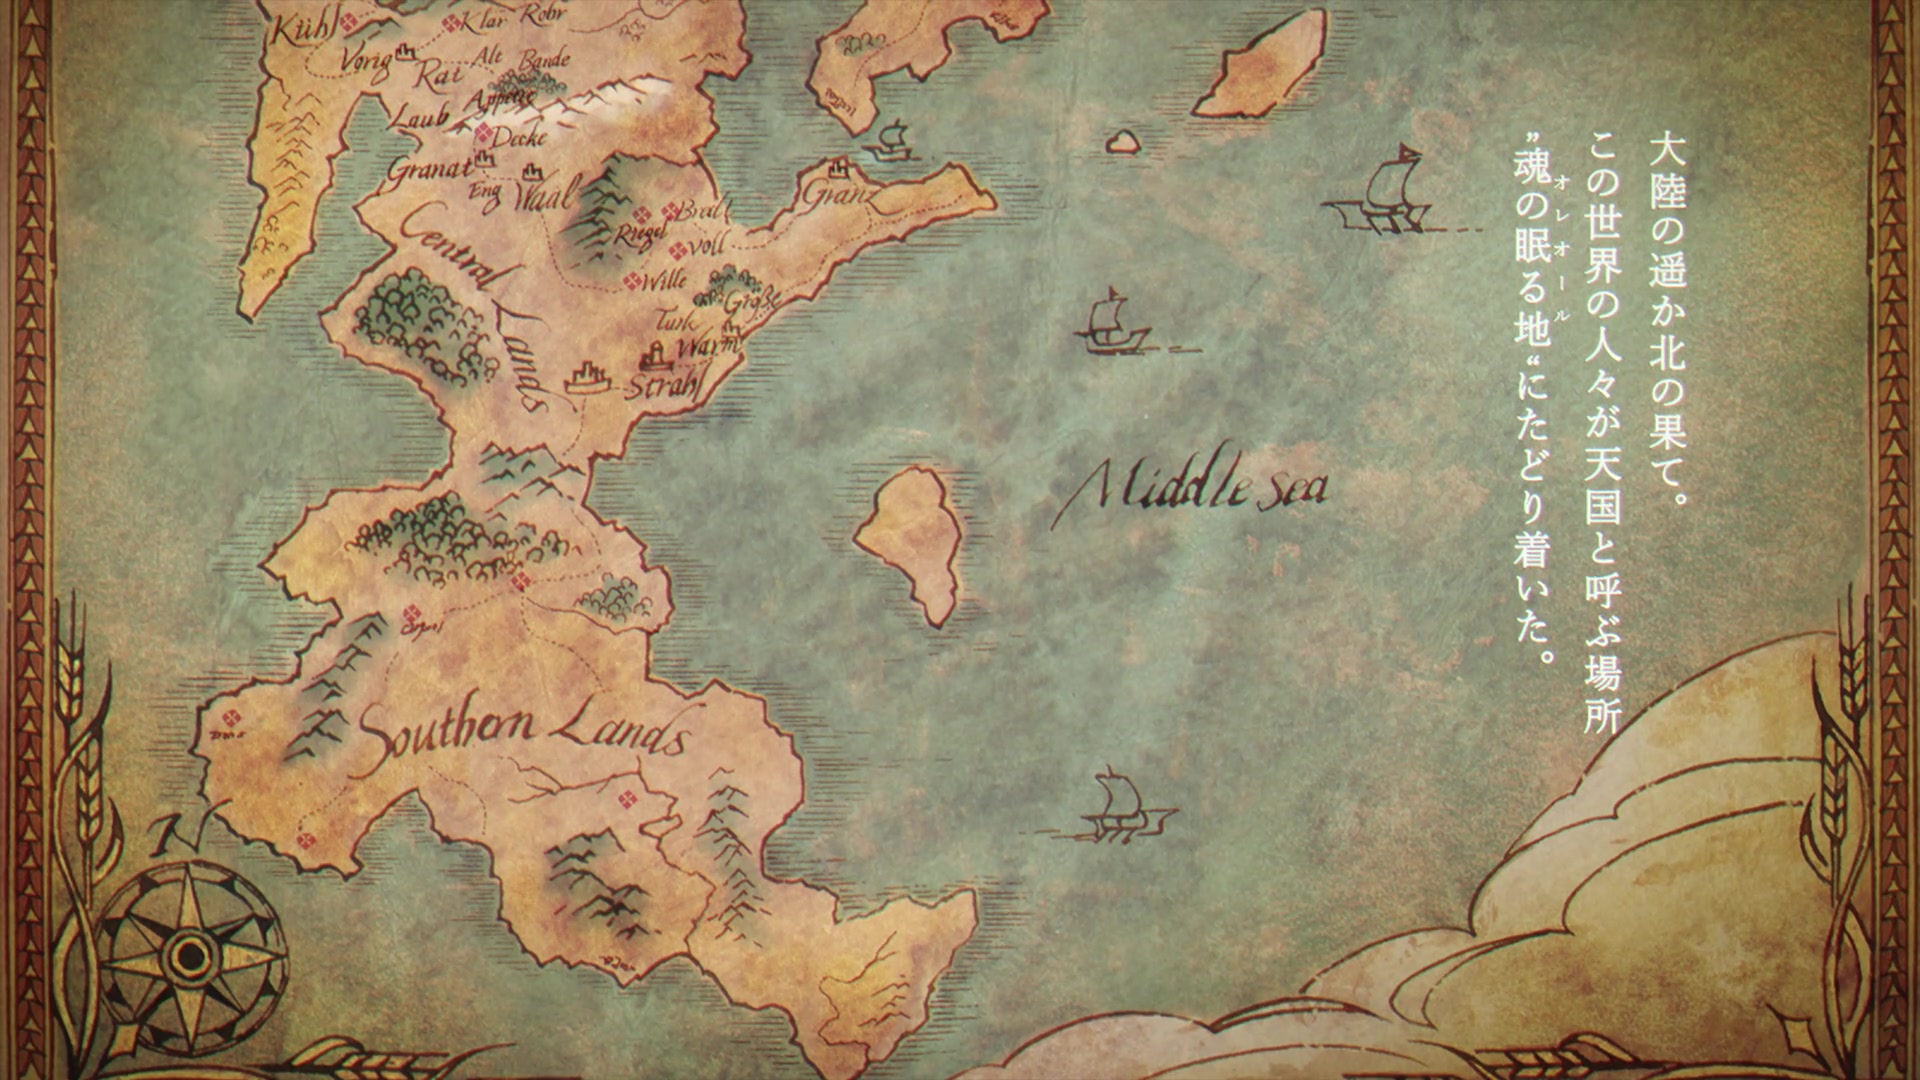 大陸の遥か北の果て。
この世界の人々が天国と呼ぶ場所
”魂の眠る地“にたどり着いた。
オレオール
Kühl
Klar
Rohr
Vorig
Rat
Alt
Bande
Appetit
Laub
Decke
Granat
Eng
Waal
Granz
Braill
Riegel
Voll
Wille
Große
Turk
Warm
Strahl
Central Lands
Middle sea
Southern Lands
N